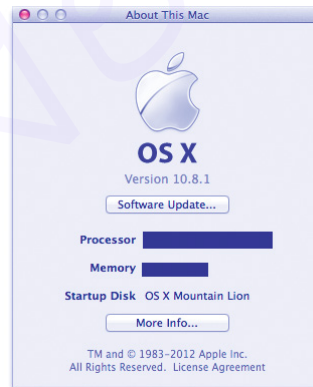 About This Mac
OS X
Version 10.8.1
Software Update...
Processor
Memory
Startup Disk OS X Mountain Lion
More Info...
TM and © 1983–2012 Apple Inc.
All Rights Reserved. License Agreement